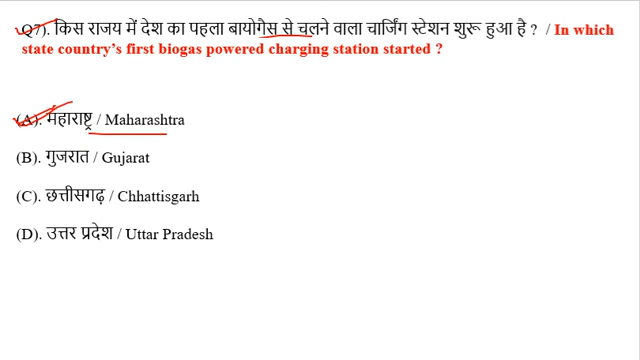 Q7). किस राजय में देश का पहला बायोगैस से चलने वाला चार्जिंग स्टेशन शुरू हुआ है ? / In which
state country’s first biogas powered charging station started ?
(A). महाराष्ट्र / Maharashtra
(B). गुजरात / Gujarat
(C). छत्तीसगढ़ / Chhattisgarh
(D). उत्तर प्रदेश / Uttar Pradesh